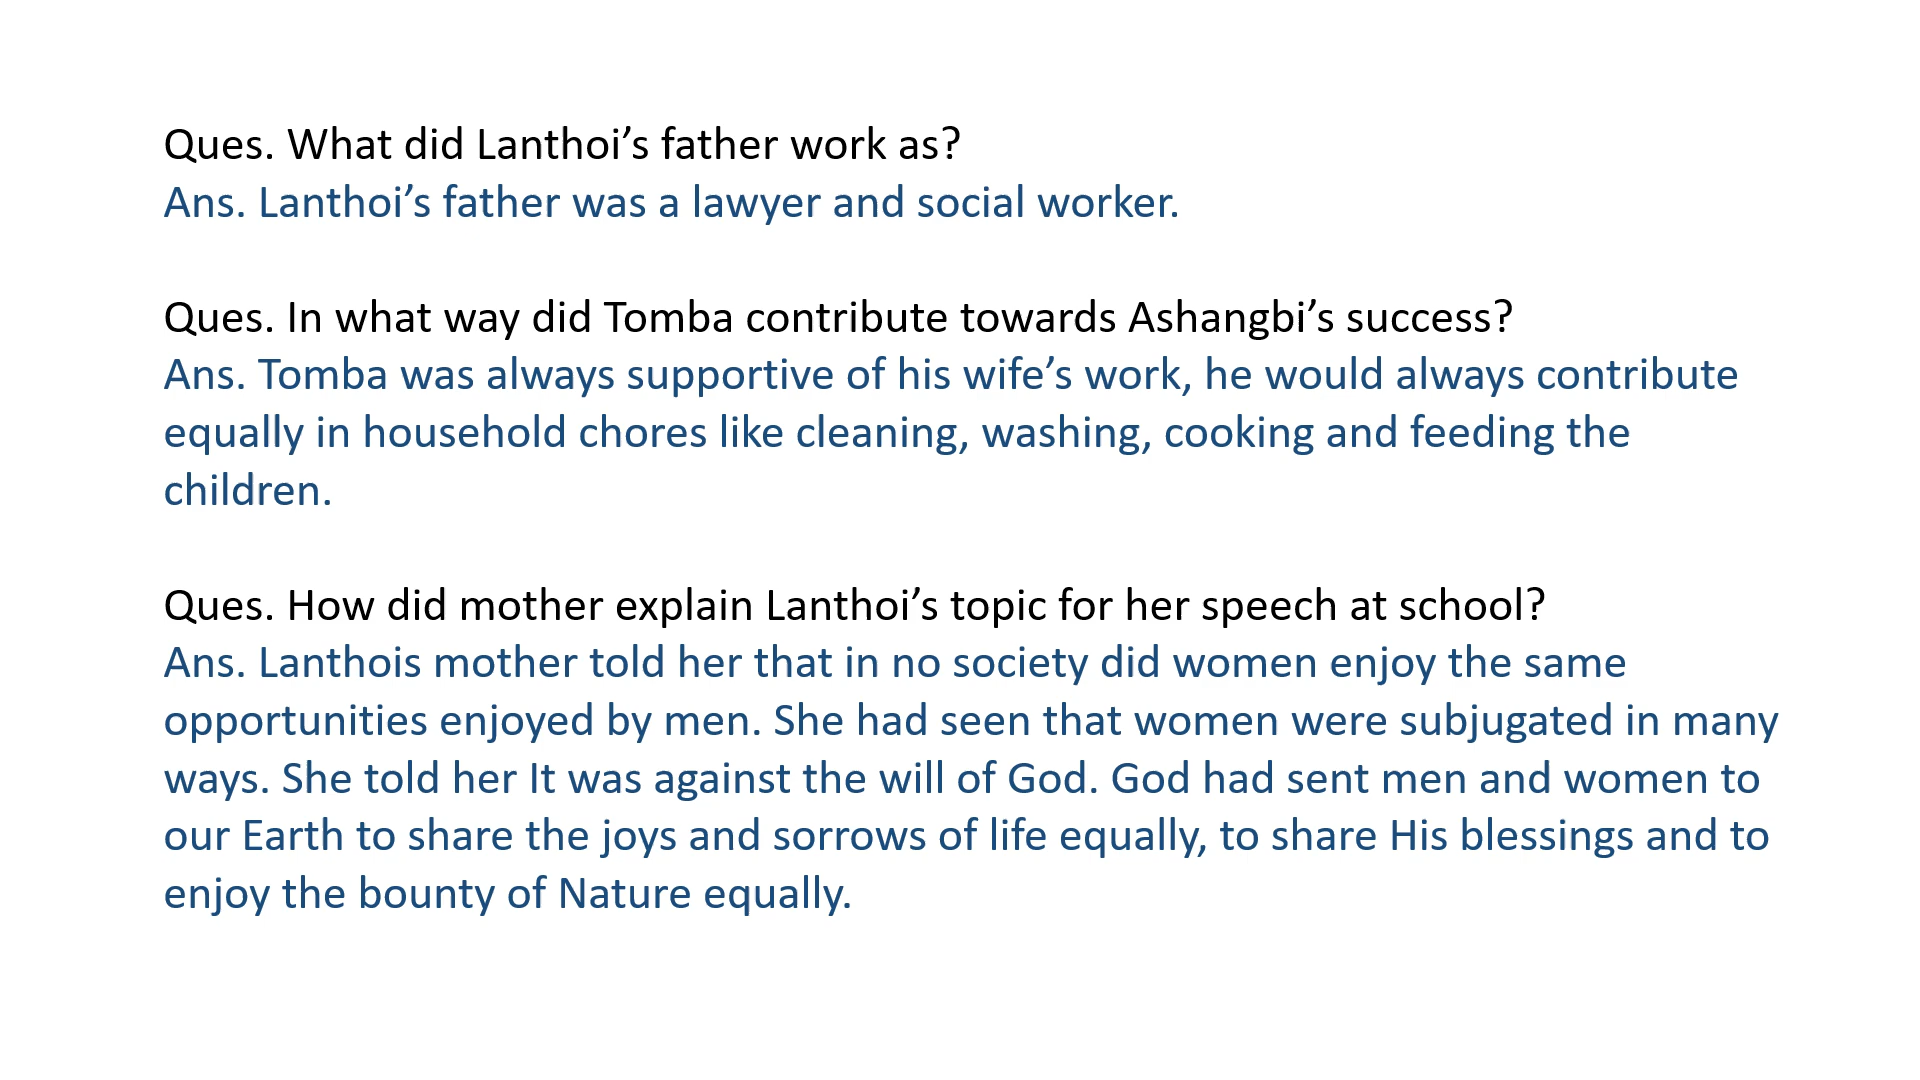 Ques. What did Lanthoi’s father work as?
Ans. Lanthoi’s father was a lawyer and social worker.
Ques. In what way did Tomba contribute towards Ashangbi’s success?
Ans. Tomba was always supportive of his wife’s work, he would always contribute
equally in household chores like cleaning, washing, cooking and feeding the
children.
Ques. How did mother explain Lanthoi’s topic for her speech at school?
Ans. Lanthois mother told her that in no society did women enjoy the same
opportunities enjoyed by men. She had seen that women were subjugated in many
ways. She told her It was against the will of God. God had sent men and women to
our Earth to share the joys and sorrows of life equally, to share His blessings and to
enjoy the bounty of Nature equally.